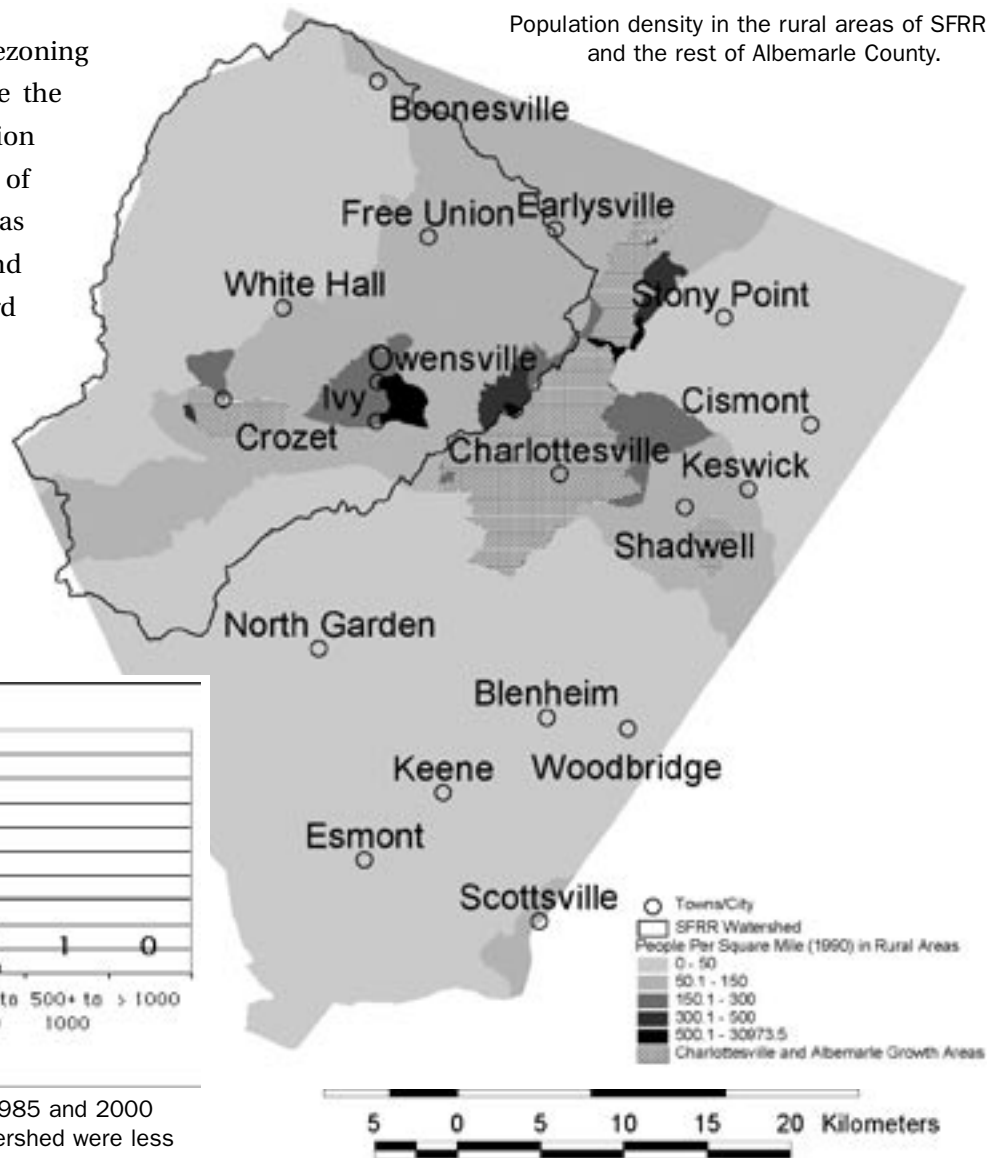 Population density in the rural areas of SFRR
and the rest of Albemarle County.
ezoning
e the
ion
of
as
nd
rd
Boonesville
Free Union
Earlysville
White Hall
Stony Point
Owensville
Ivy
Crozet
Cismont
Charlottesville
Keswick
Shadwell
North Garden
Blenheim
Woodbridge
Keene
Esmont
Scottsville
Towns/City
SFRR Watershed
People Per Square Mile (1990) in Rural Areas
0 - 50
50.1 - 150
150.1 - 300
300.1 - 500
500.1 - 30973.5
Charlottesville and Albemarle Growth Areas
1 0
to 500+ to > 1000
1000
985 and 2000
ershed were less
5 0 5 10 15 20 Kilometers